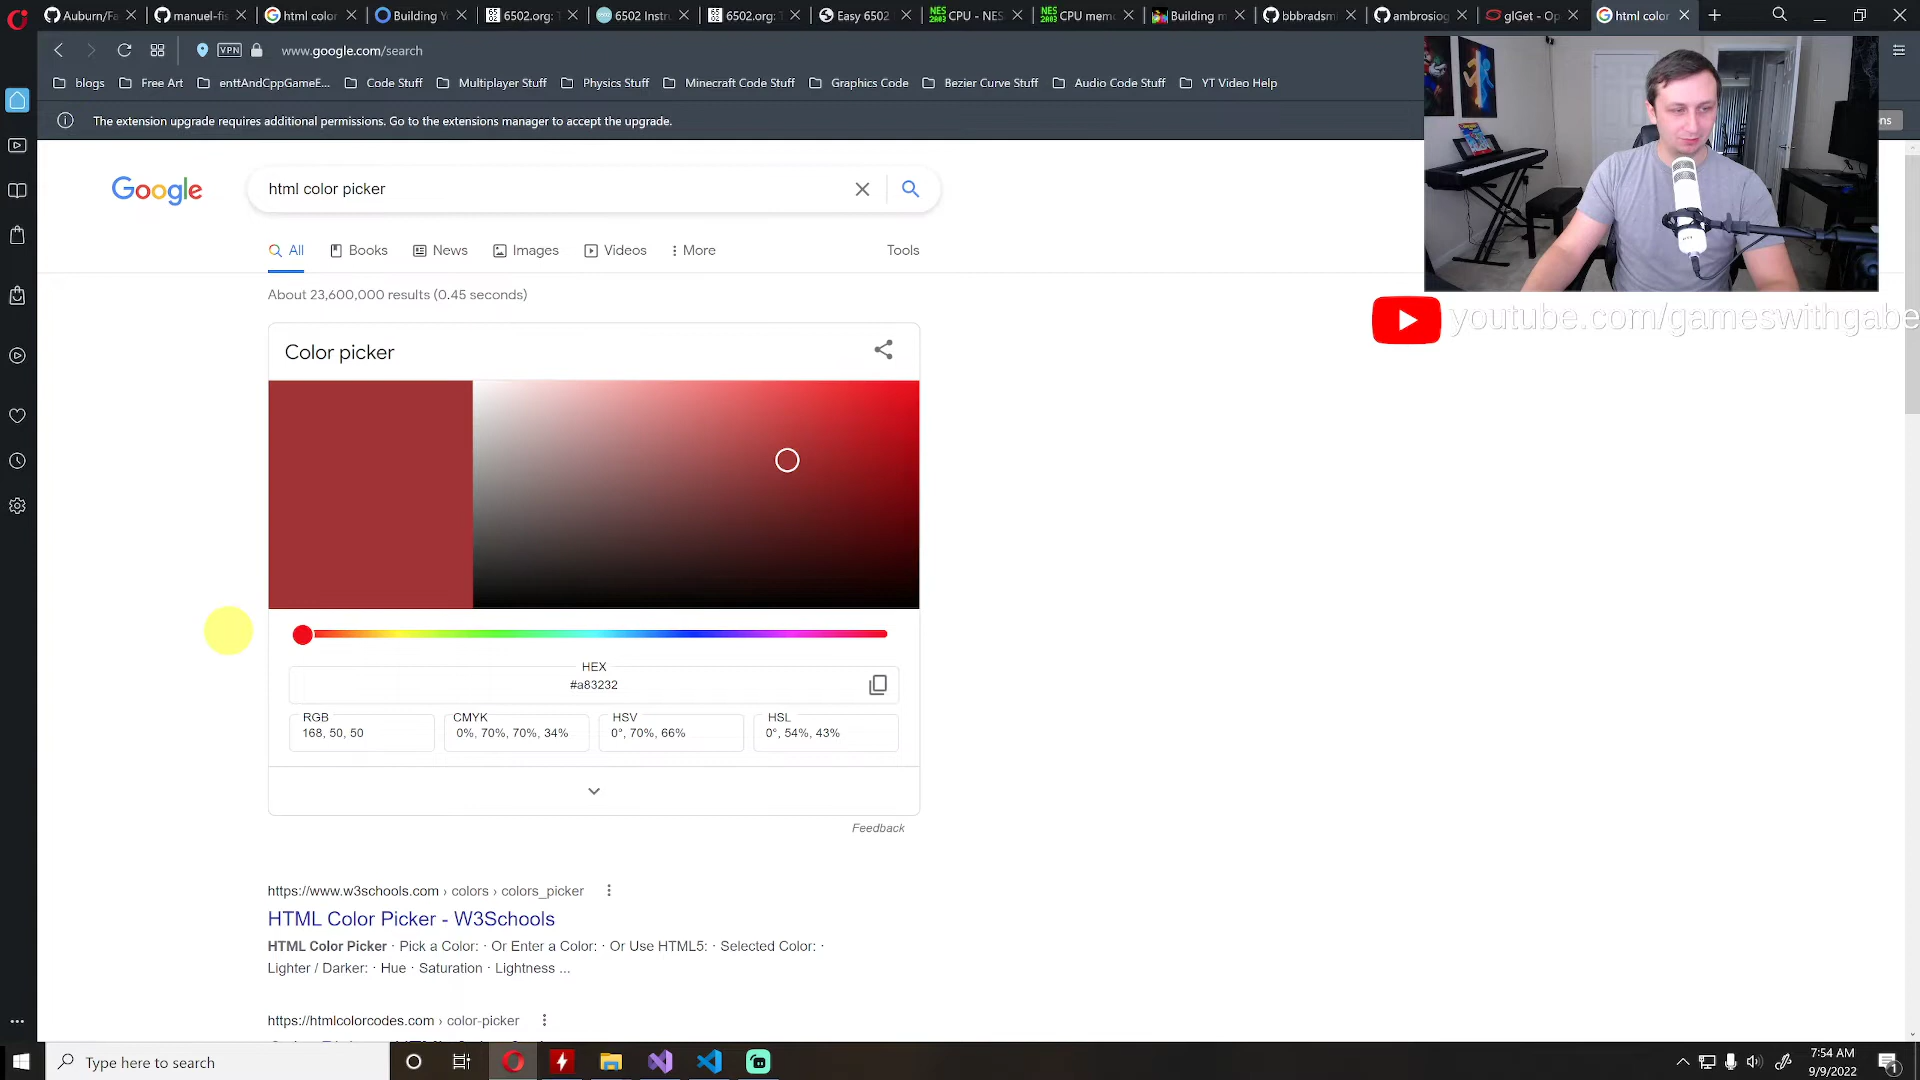 Auburn/Fa
manuel-fis
html color
Building Y
6502.org: T
6502 Instru
6502.org: T
Easy 6502
CPU - NES
CPU mem
Building m
bbbradsm
ambrosiog
glGet - Op
html color
VPN
www.google.com/search
blogs
Free Art
enttAndCppGameE...
Code Stuff
Multiplayer Stuff
Physics Stuff
Minecraft Code Stuff
Graphics Code
Bezier Curve Stuff
Audio Code Stuff
YT Video Help
The extension upgrade requires additional permissions. Go to the extensions manager to accept the upgrade.
ns
Google
html color picker
All
Books
News
Images
Videos
More
Tools
About 23,600,000 results (0.45 seconds)
youtube.com/gameswithgabe
Color picker
HEX
#a83232
RGB
168, 50, 50
CMYK
0%, 70%, 70%, 34%
HSV
0°, 70%, 66%
HSL
0°, 54%, 43%
Feedback
https://www.w3schools.com › colors › colors_picker
HTML Color Picker - W3Schools
HTML Color Picker · Pick a Color: · Or Enter a Color: · Or Use HTML5: · Selected Color: ·
Lighter / Darker: · Hue · Saturation · Lightness ...
https://htmlcolorcodes.com › color-picker
Type here to search
7:54 AM
9/9/2022
1